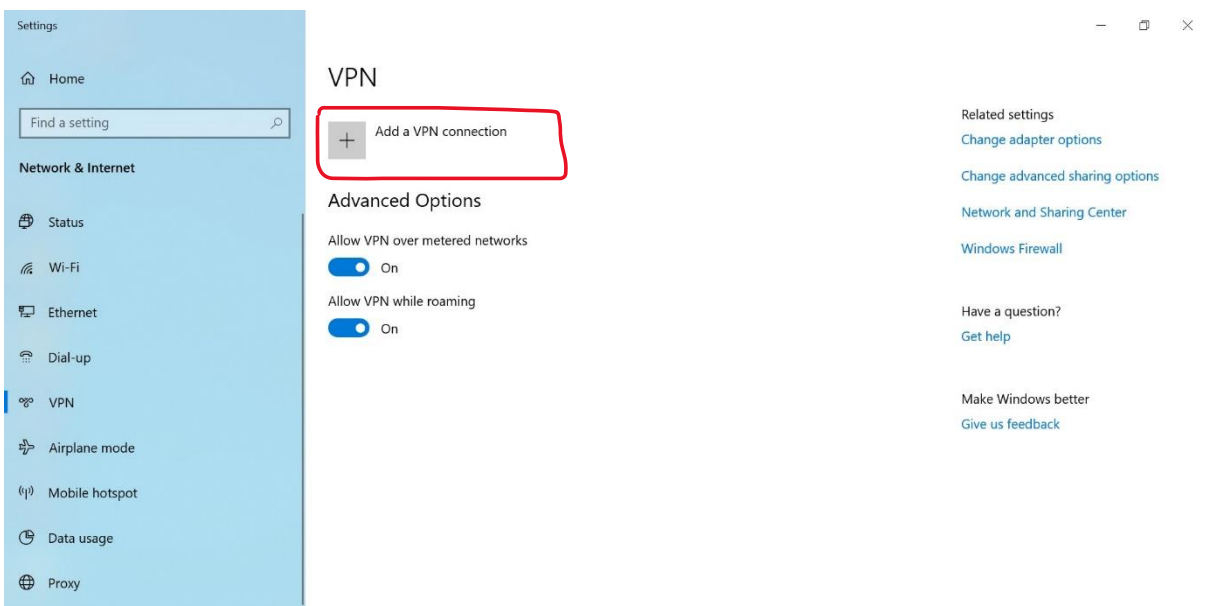 Settings
Home
Find a setting
Network & Internet
Status
Wi-Fi
Ethernet
Dial-up
VPN
Airplane mode
Mobile hotspot
Data usage
Proxy
VPN
Add a VPN connection
Advanced Options
Allow VPN over metered networks
On
Allow VPN while roaming
On
Related settings
Change adapter options
Change advanced sharing options
Network and Sharing Center
Windows Firewall
Have a question?
Get help
Make Windows better
Give us feedback